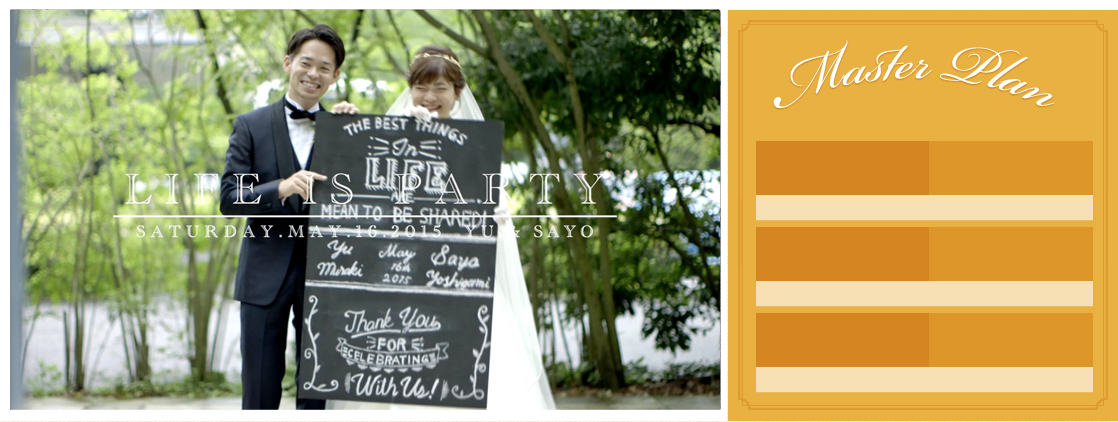 LIFE IS PARTY
SATURDAY.MAY.16.2015 YU & SAYO
THE BEST THINGS
In
LIFE
ARE
MEAN TO BE SHARED!
Yu
Muraki
May
16th
2015
Saya
Yoshigami
Thank You
FOR
CELEBRATING
With Us!
Master Plan